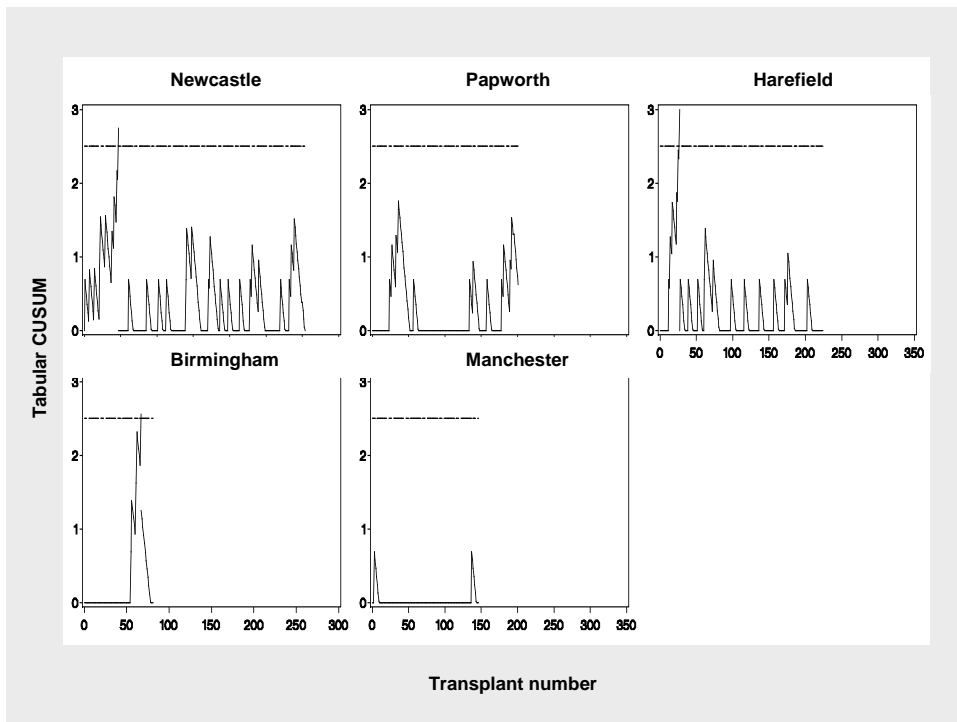 Newcastle Papworth Harefield
3 3 3
2 2 2
1 1 1
0 0 0
0 50 100 150 200 250 300 350
Birmingham Manchester
3 3
2 2
1 1
0 0
0 50 100 150 200 250 300 0 50 100 150 200 250 300 350
Tabular CUSUM
Transplant number